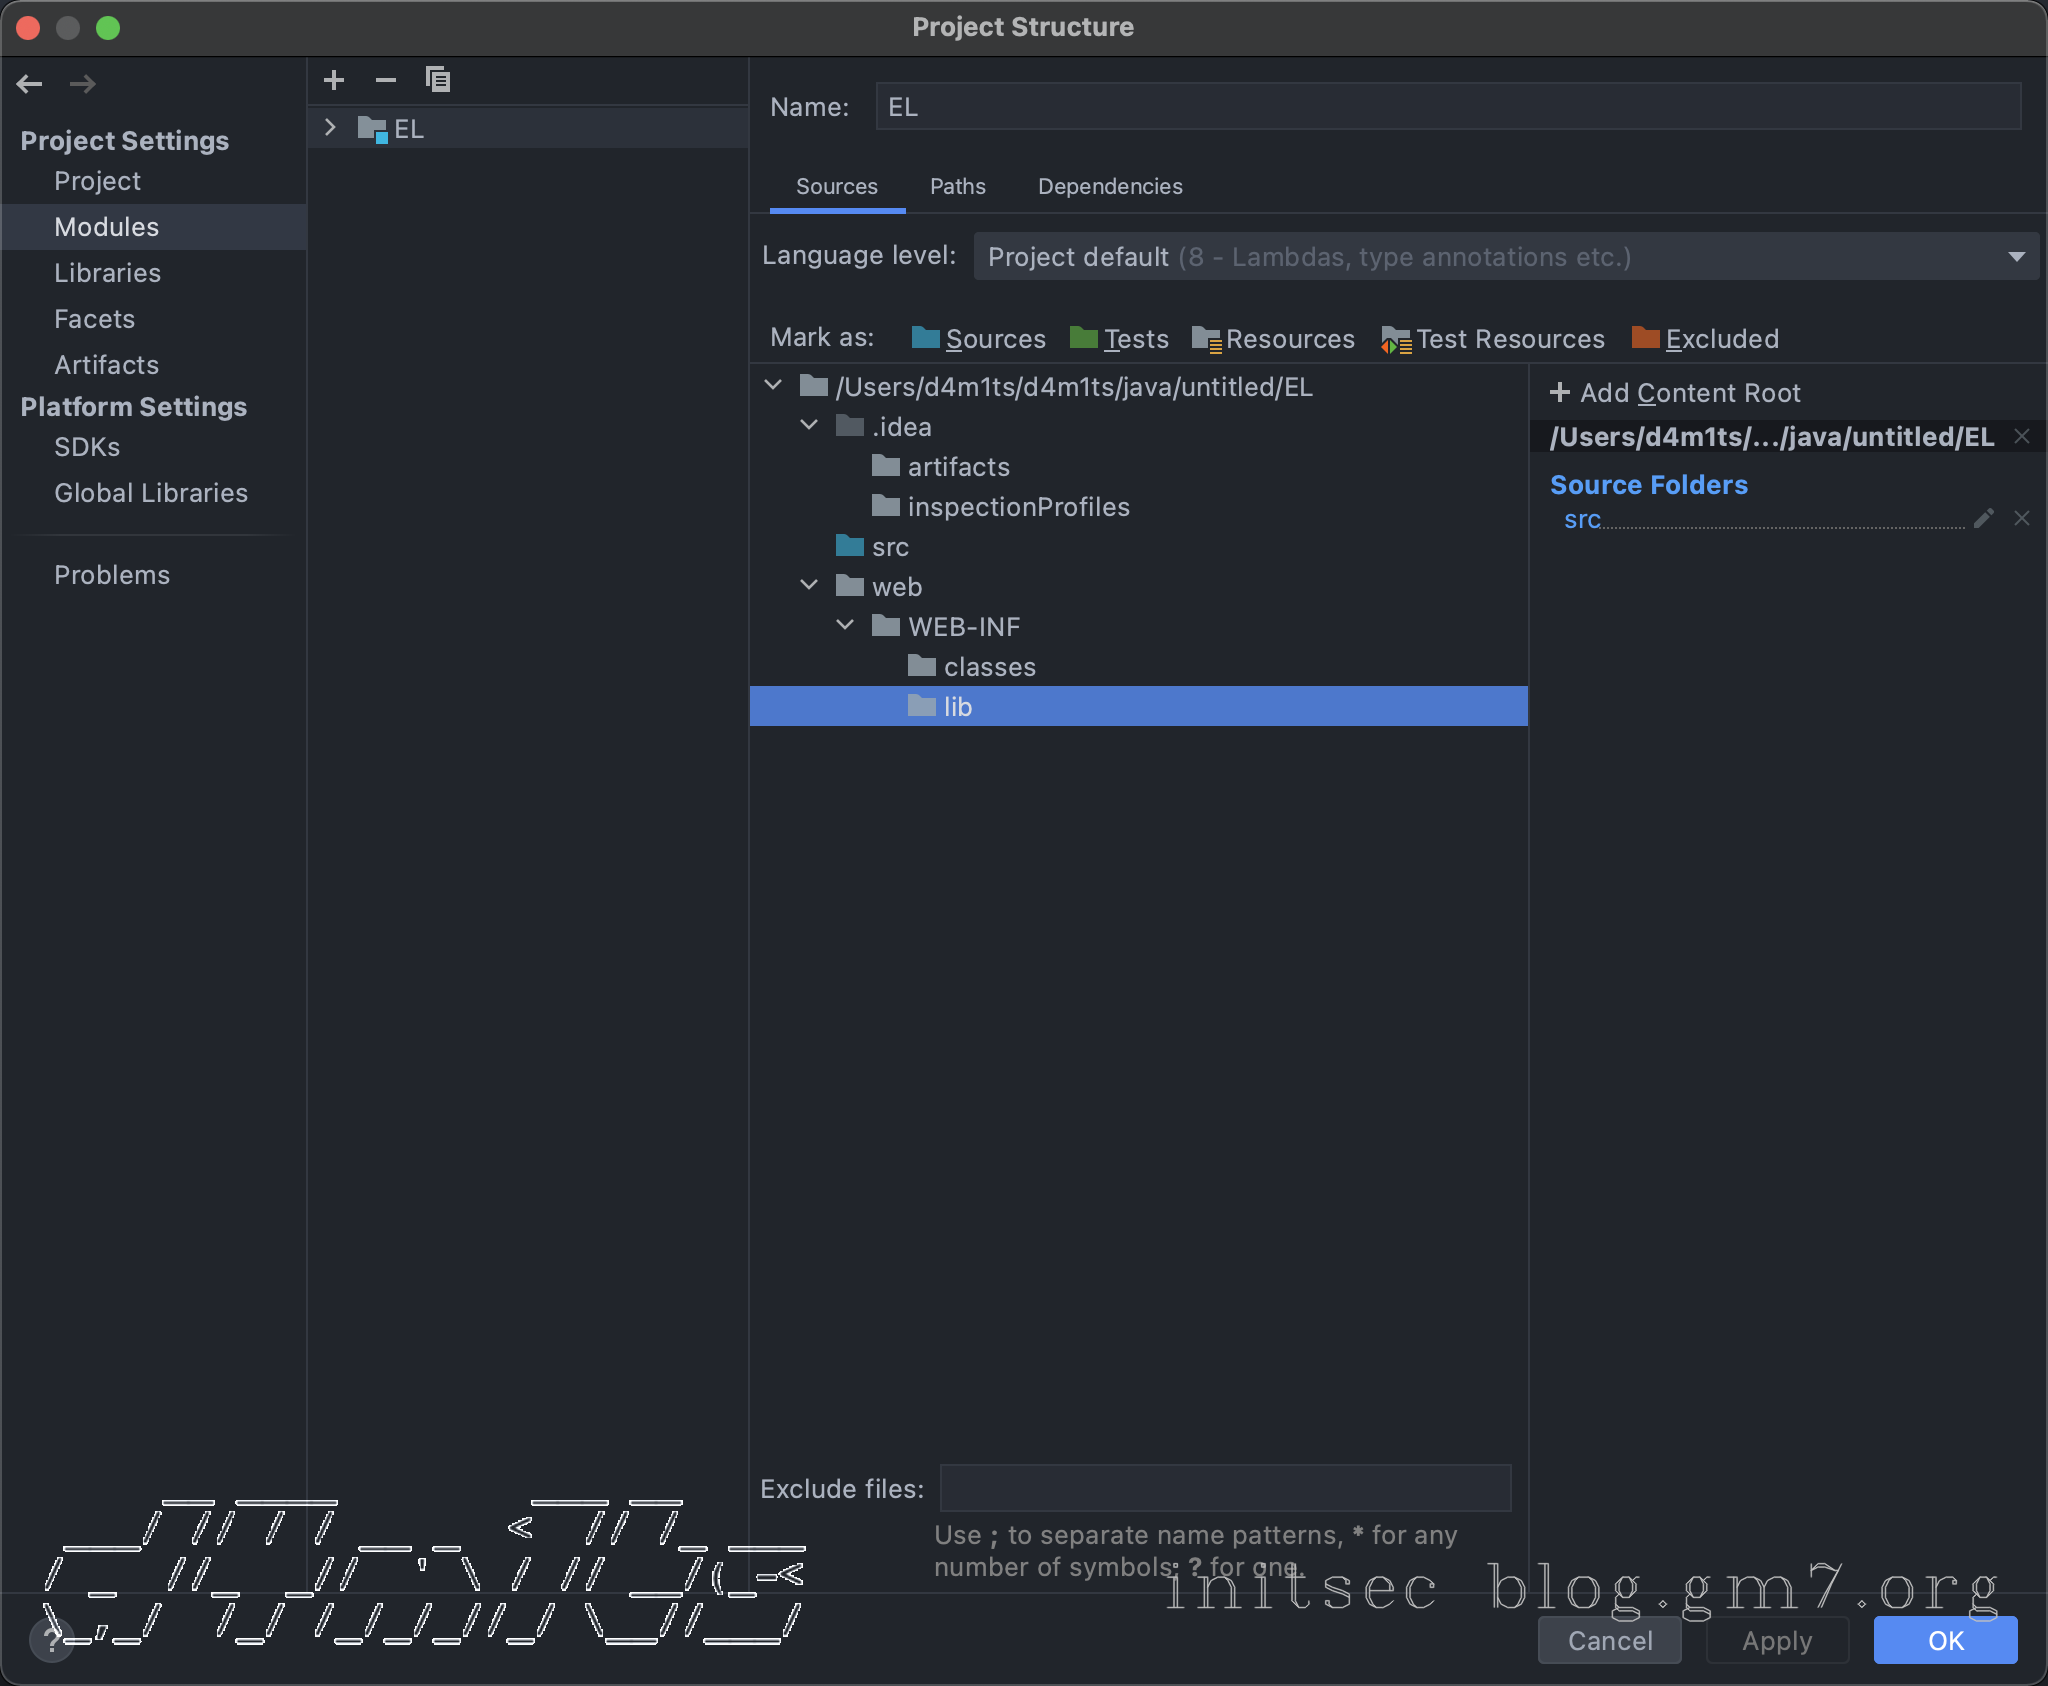 Project Structure
Project Settings
Project
Modules
Libraries
Facets
Artifacts
Platform Settings
SDKs
Global Libraries
Problems
EL
Name: EL
Sources Paths Dependencies
Language level: Project default (8 - Lambdas, type annotations etc.)
Mark as: Sources Tests Resources Test Resources Excluded
/Users/d4m1ts/d4m1ts/java/untitled/EL
.idea
artifacts
inspectionProfiles
src
web
WEB-INF
classes
lib
Add Content Root
/Users/d4m1ts/.../java/untitled/EL
Source Folders
src
Exclude files:
Use ; to separate name patterns, * for any
number of symbols, ? for one.
d4m1ts
initsec blog.gm7.org
? Cancel Apply OK